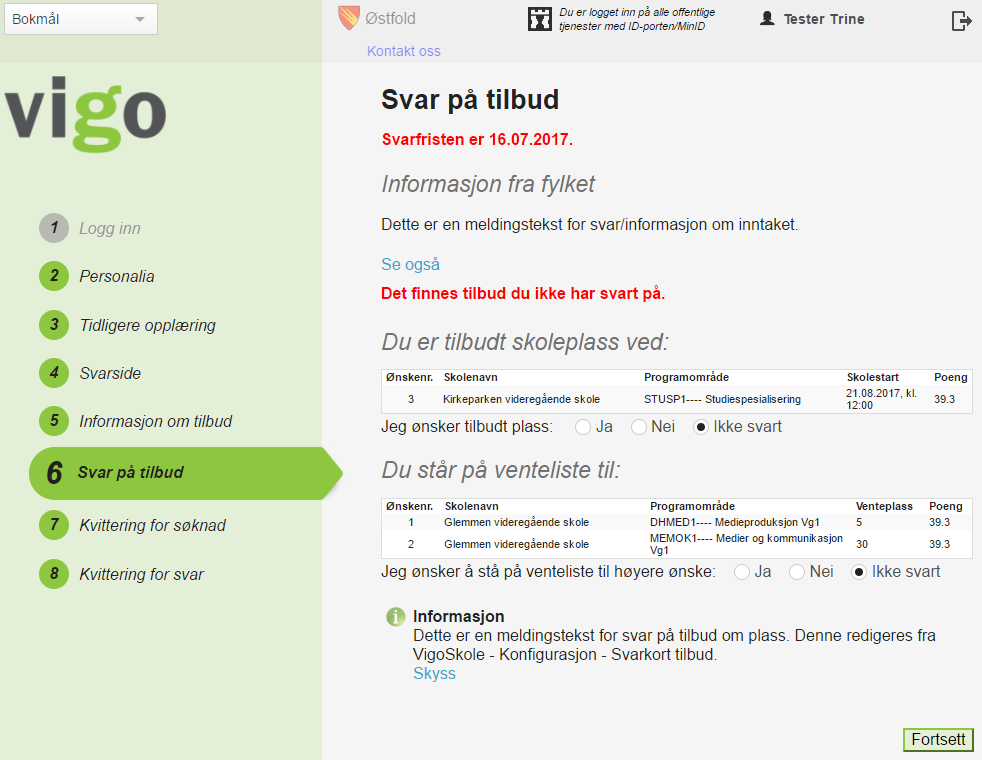 Bokmål
Østfold
Du er logget inn på alle offentlige
tjenester med ID-porten/MinID
Tester Trine
Kontakt oss
vigo
1 Logg inn
2 Personalia
3 Tidligere opplæring
4 Svarside
5 Informasjon om tilbud
6 Svar på tilbud
7 Kvittering for søknad
8 Kvittering for svar
Svar på tilbud
Svarfristen er 16.07.2017.
Informasjon fra fylket
Dette er en meldingstekst for svar/informasjon om inntaket.
Se også
Det finnes tilbud du ikke har svart på.
Du er tilbudt skoleplass ved:
Ønskenr. Skolenavn Programområde Skolestart Poeng
3 Kirkeparken videregående skole STUSP1---- Studiespesialisering 21.08.2017, kl. 39.3
12:00
Jeg ønsker tilbudt plass: Ja Nei Ikke svart
Du står på venteliste til:
Ønskenr. Skolenavn Programområde Venteplass Poeng
1 Glemmen videregående skole DHMED1---- Medieproduksjon Vg1 5 39.3
2 Glemmen videregående skole MEMOK1---- Medier og kommunikasjon 30 39.3
Vg1
Jeg ønsker å stå på venteliste til høyere ønske: Ja Nei Ikke svart
i Informasjon
Dette er en meldingstekst for svar på tilbud om plass. Denne redigeres fra
VigoSkole - Konfigurasjon - Svarkort tilbud.
Skyss
Fortsett